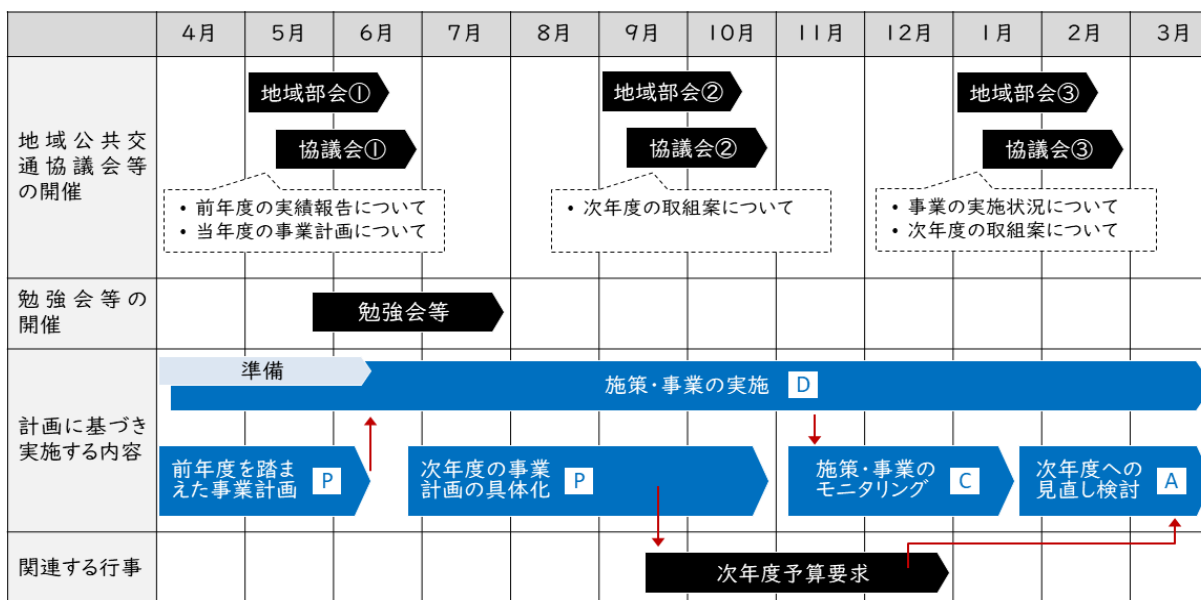 4月 5月 6月 7月 8月 9月 10月 11月 12月 1月 2月 3月
地域公共交
通協議会等
の開催
地域部会① 地域部会② 地域部会③
協議会① 協議会② 協議会③
• 前年度の実績報告について
• 当年度の事業計画について
• 次年度の取組案について
• 事業の実施状況について
• 次年度の取組案について
勉強会等の
開催
勉強会等
計画に基づき
実施する内容
準備
施策・事業の実施 D
前年度を踏ま
えた事業計画 P
次年度の事業
計画の具体化 P
施策・事業の
モニタリング C
次年度への
見直し検討 A
関連する行事
次年度予算要求